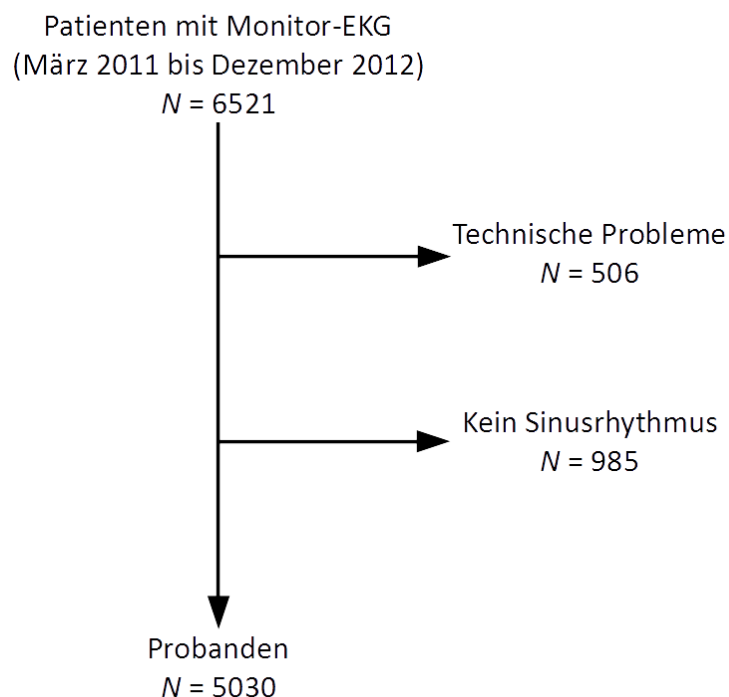 Patienten mit Monitor-EKG
(März 2011 bis Dezember 2012)
N = 6521
Technische Probleme
N = 506
Kein Sinusrhythmus
N = 985
Probanden
N = 5030